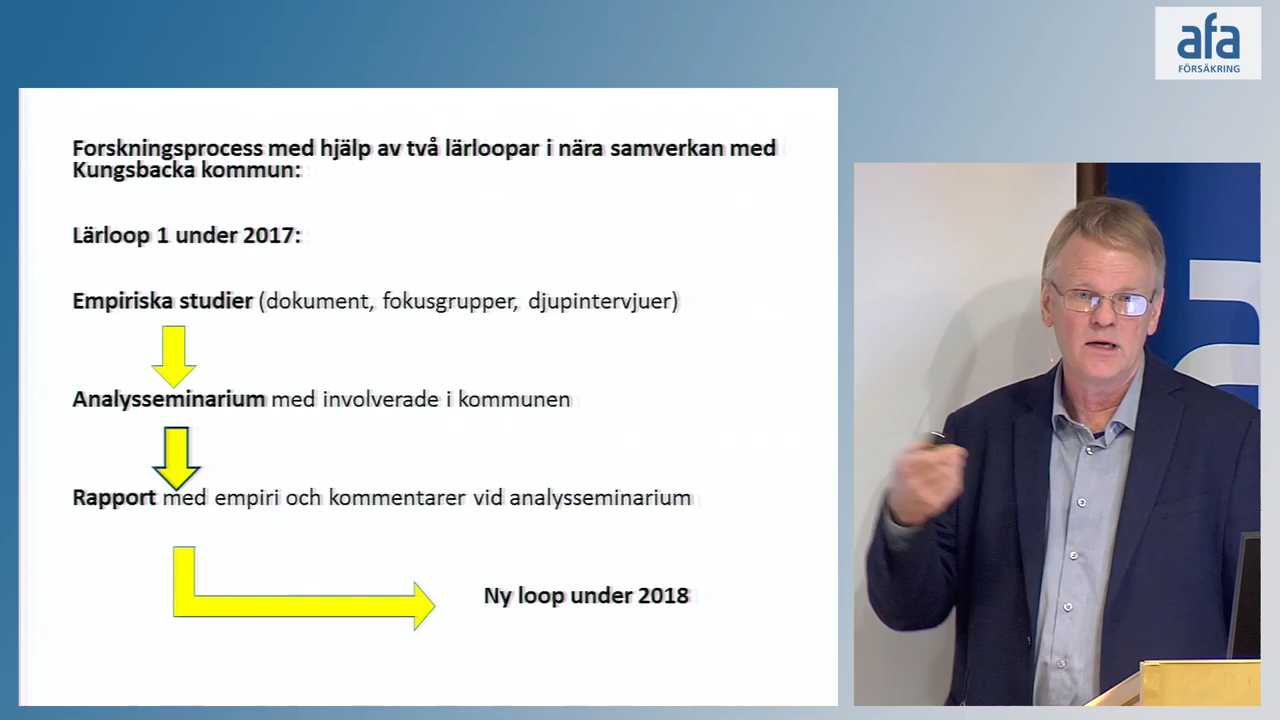 afa
FÖRSÄKRING
Forskningsprocess med hjälp av två lärloopar i nära samverkan med
Kungsbacka kommun:
Lärloop 1 under 2017:
Empiriska studier (dokument, fokusgrupper, djupintervjuer)
Analysseminarium med involverade i kommunen
Rapport med empiri och kommentarer vid analysseminarium
Ny loop under 2018